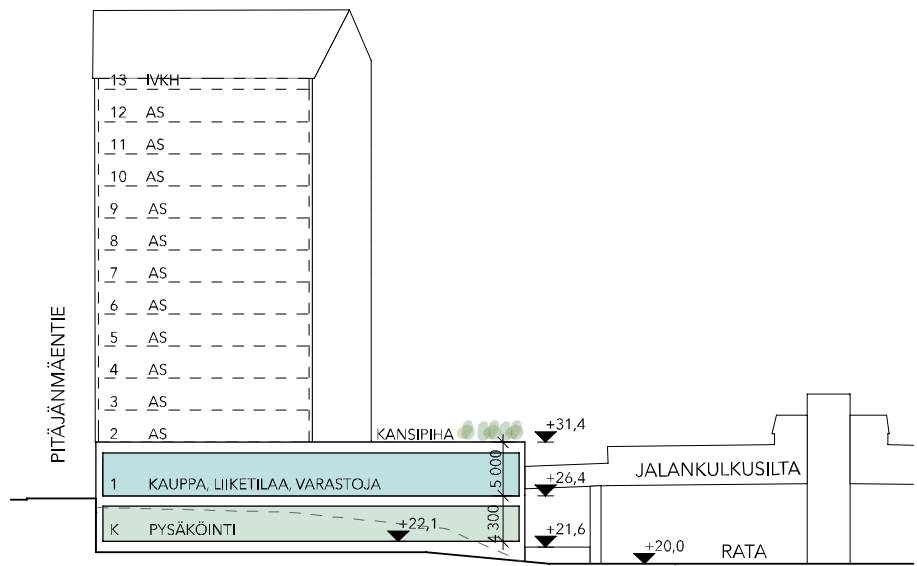 13 IVKH
12 AS
11 AS
10 AS
9 AS
8 AS
7 AS
6 AS
5 AS
4 AS
3 AS
2 AS
PITÄJÄNMÄENTIE
KANSIPIHA
+31,4
5 000
JALANKULKUSILTA
1 KAUPPA, LIIKETILAA, VARASTOJA
+26,4
4 300
K PYSÄKÖINTI
+22,1
+21,6
+20,0
RATA